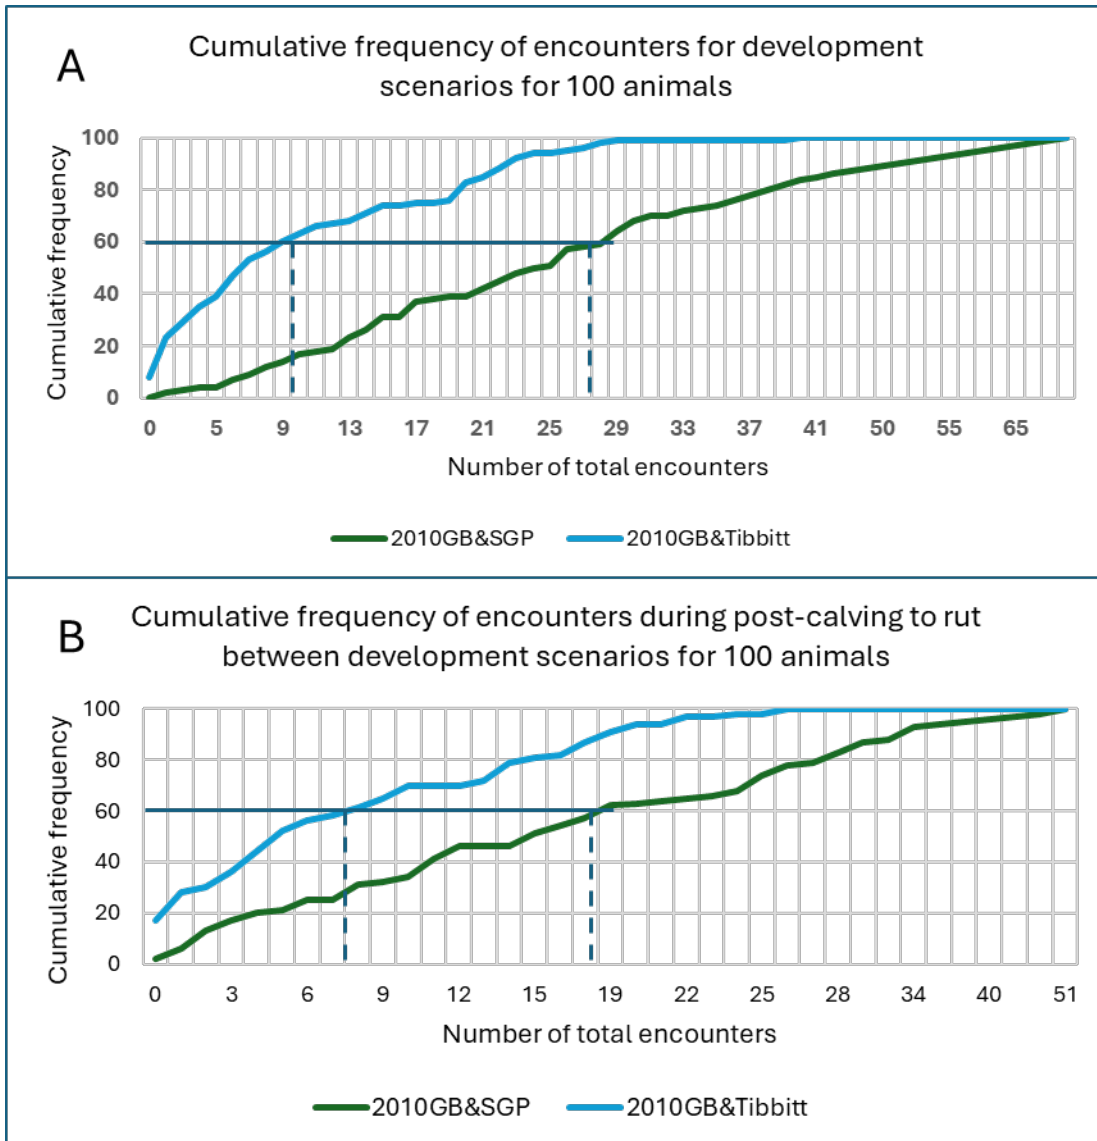 A
Cumulative frequency of encounters for development
scenarios for 100 animals
Cumulative frequency
100
80
60
40
20
0
0 5 9 13 17 21 25 29 33 37 41 50 55 65
Number of total encounters
2010GB&SGP 2010GB&Tibbitt
B
Cumulative frequency of encounters during post-calving to rut
between development scenarios for 100 animals
Cumulative frequency
100
80
60
40
20
0
0 3 6 9 12 15 19 22 25 28 34 40 51
Number of total encounters
2010GB&SGP 2010GB&Tibbitt